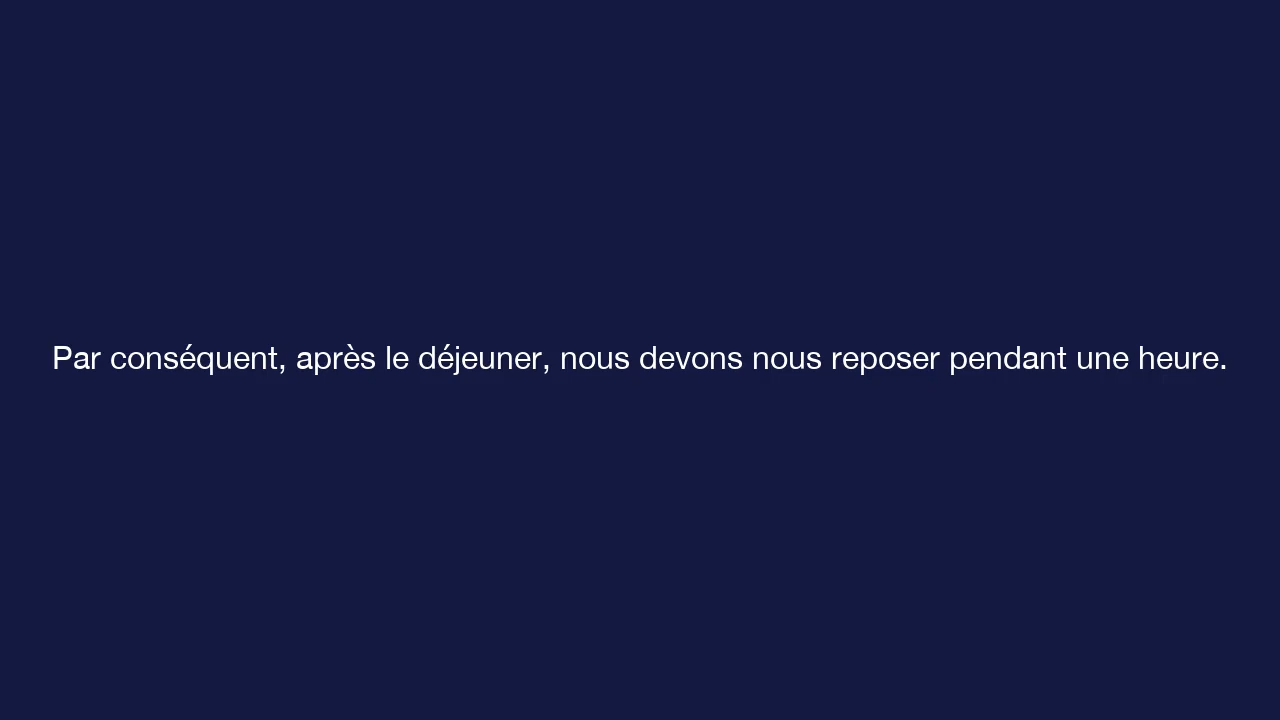 Par conséquent, après le déjeuner, nous devons nous reposer pendant une heure.